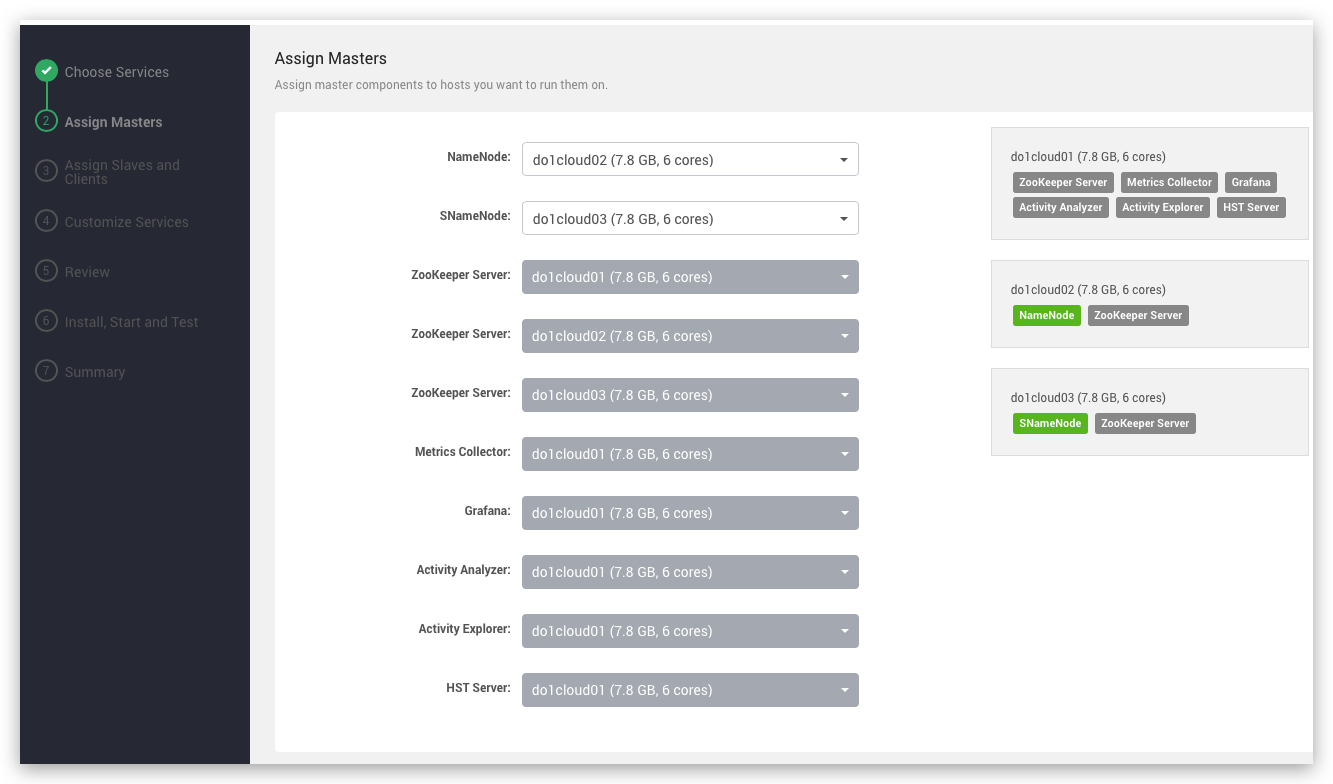 Choose Services
2 Assign Masters
3 Assign Slaves and
Clients
4 Customize Services
5 Review
6 Install, Start and Test
7 Summary
Assign Masters
Assign master components to hosts you want to run them on.
NameNode: do1cloud02 (7.8 GB, 6 cores)
SNameNode: do1cloud03 (7.8 GB, 6 cores)
ZooKeeper Server: do1cloud01 (7.8 GB, 6 cores)
ZooKeeper Server: do1cloud02 (7.8 GB, 6 cores)
ZooKeeper Server: do1cloud03 (7.8 GB, 6 cores)
Metrics Collector: do1cloud01 (7.8 GB, 6 cores)
Grafana: do1cloud01 (7.8 GB, 6 cores)
Activity Analyzer: do1cloud01 (7.8 GB, 6 cores)
Activity Explorer: do1cloud01 (7.8 GB, 6 cores)
HST Server: do1cloud01 (7.8 GB, 6 cores)
do1cloud01 (7.8 GB, 6 cores)
ZooKeeper Server Metrics Collector Grafana
Activity Analyzer Activity Explorer HST Server
do1cloud02 (7.8 GB, 6 cores)
NameNode ZooKeeper Server
do1cloud03 (7.8 GB, 6 cores)
SNameNode ZooKeeper Server